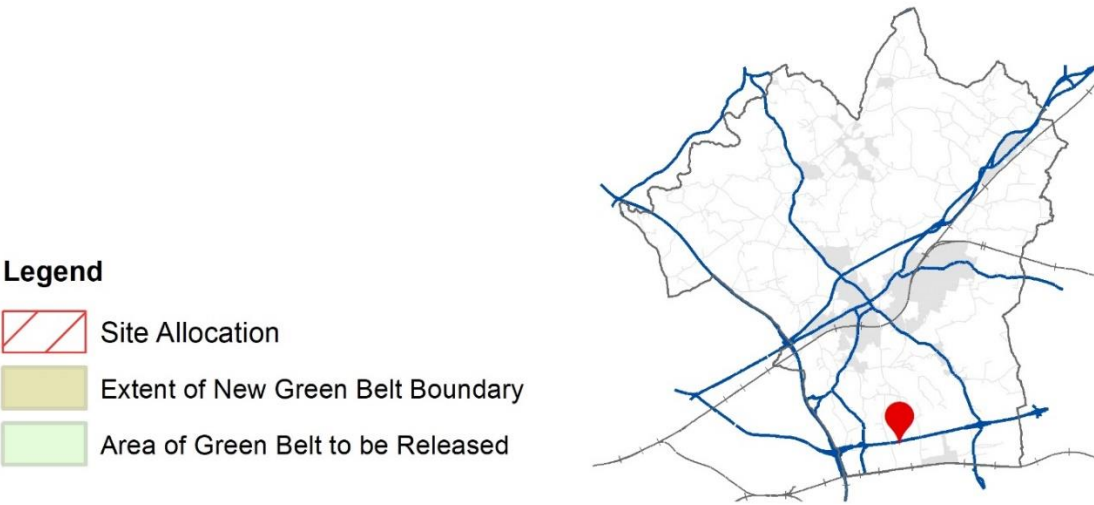 Legend
Site Allocation
Extent of New Green Belt Boundary
Area of Green Belt to be Released